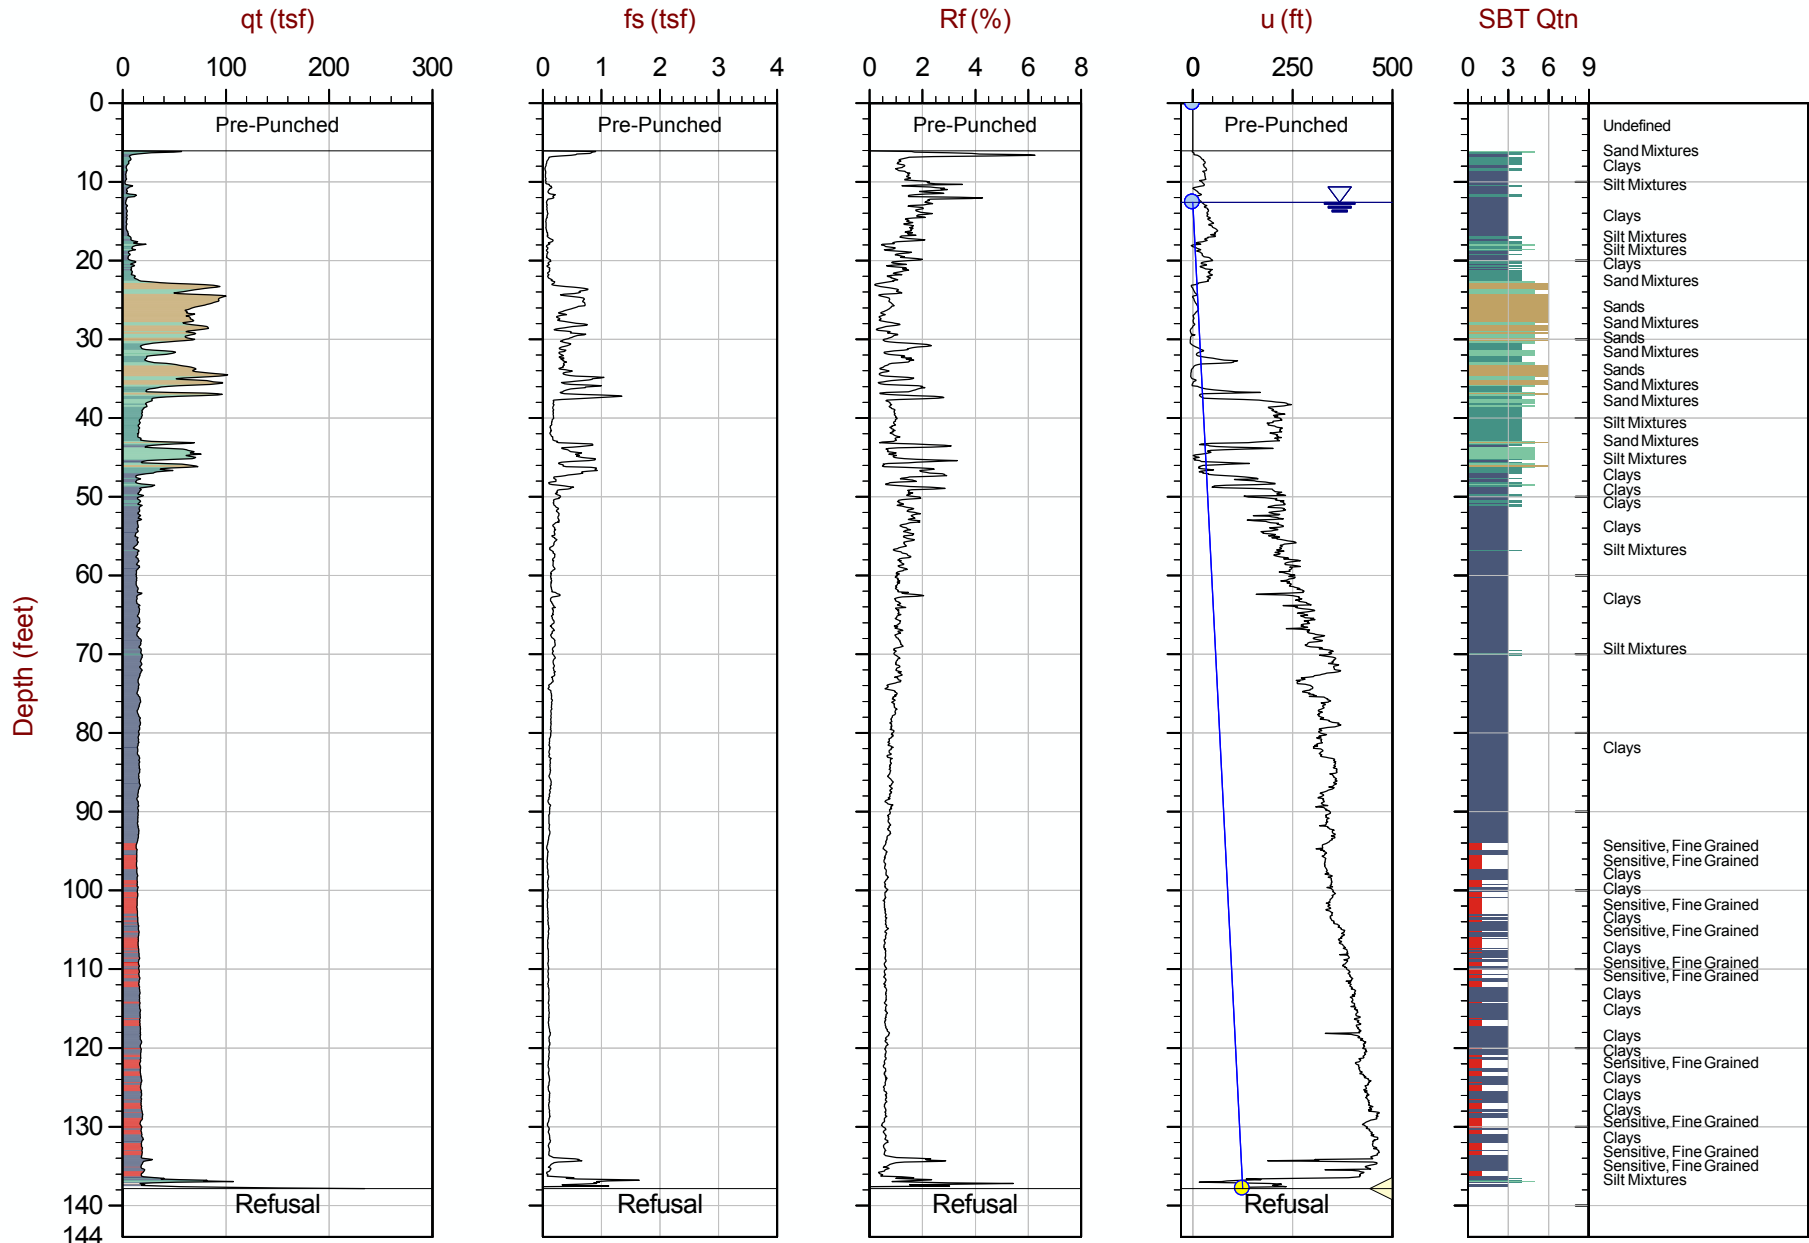 qt (tsf) fs (tsf) Rf (%) u (ft) SBT Qtn
0 100 200 300 0 1 2 3 4 0 2 4 6 8 0 250 500 0 3 6 9
0
Pre-Punched Pre-Punched Pre-Punched Pre-Punched
Undefined
Sand Mixtures
Clays
10
Silt Mixtures
Clays
Silt Mixtures
Silt Mixtures
20
Clays
Sand Mixtures
Sands
Sand Mixtures
30
Sands
Sand Mixtures
Sands
Sand Mixtures
Sand Mixtures
40
Silt Mixtures
Sand Mixtures
Silt Mixtures
Clays
50
Clays
Clays
Clays
Silt Mixtures
60
Clays
Silt Mixtures
70
Depth (feet)
80
Clays
90
Sensitive, Fine Grained
Sensitive, Fine Grained
Clays
100
Clays
Sensitive, Fine Grained
Clays
Sensitive, Fine Grained
Clays
110
Sensitive, Fine Grained
Sensitive, Fine Grained
Clays
Clays
Clays
120
Clays
Sensitive, Fine Grained
Clays
Clays
Clays
130
Sensitive, Fine Grained
Clays
Sensitive, Fine Grained
Sensitive, Fine Grained
Silt Mixtures
140
Refusal Refusal Refusal Refusal
144